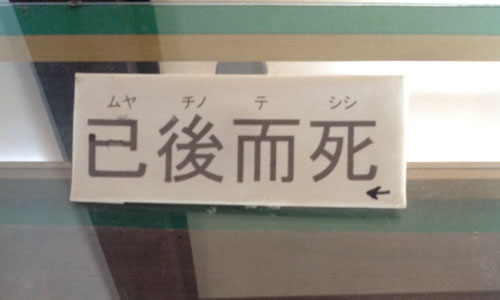 シシ テ ノチ ヤム
死而後已